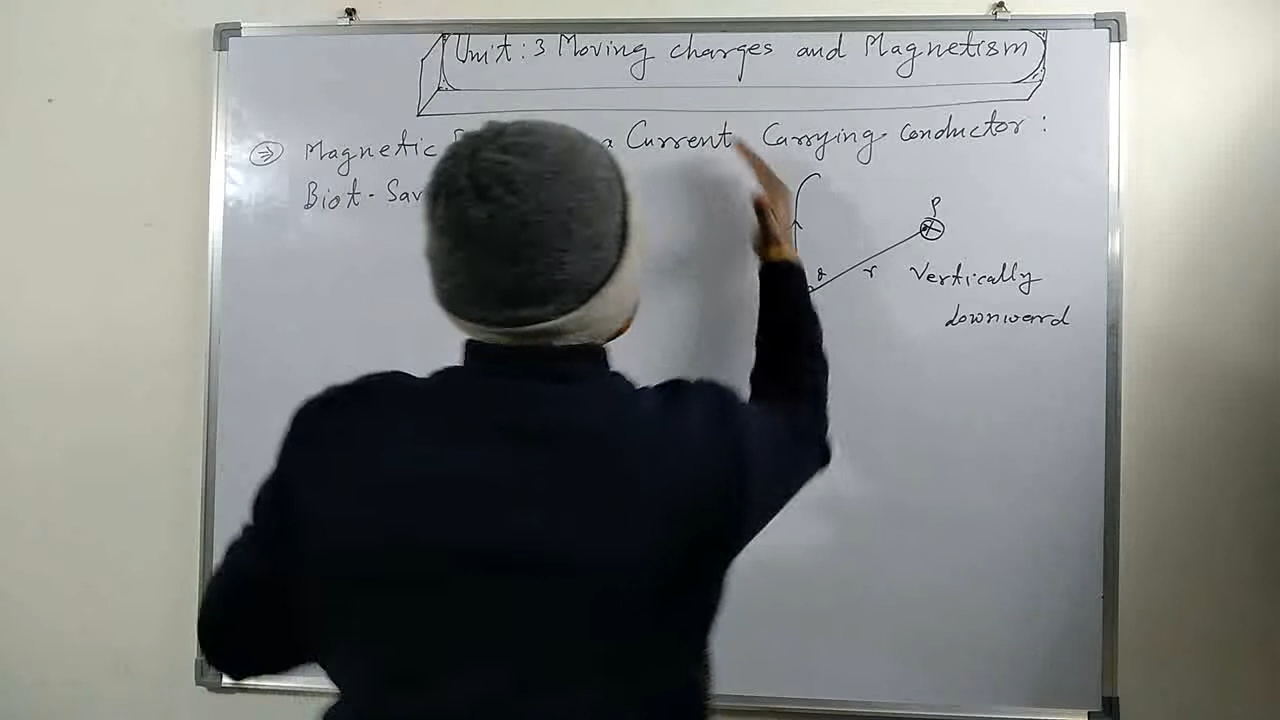 Unit: 3 Moving charges and Magnetism
⇒ Magnetic a Current Carrying conductor :
Biot - Sav
P
r Vertically
downward